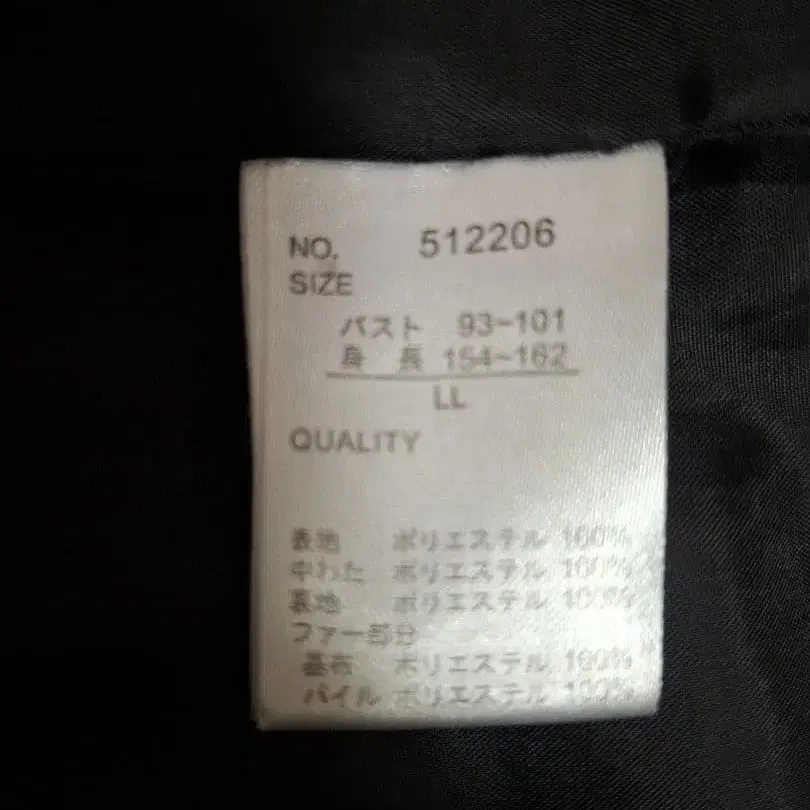 NO. 512206
SIZE
バスト 93-101
身長 154-162
LL
QUALITY
表地 ポリエステル 100%
中わた ポリエステル 100%
裏地 ポリエステル 100%
ファー部分
基布 ポリエステル 100%
パイル ポリエステル 100%